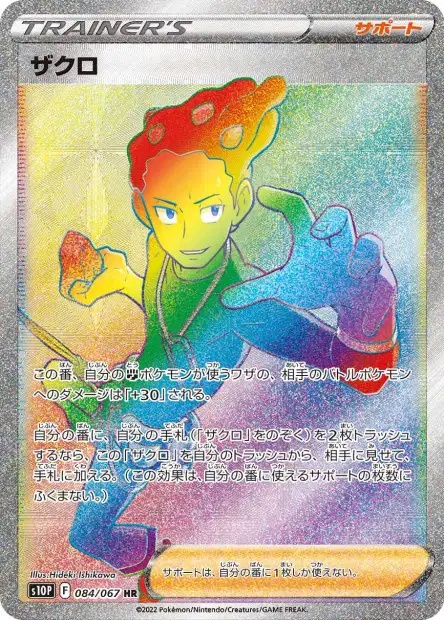 TRAINER'S サポート
ザクロ
この番、自分の闘ポケモンが使うワザの、相手のバトルポケモン
へのダメージは「+30」される。
自分の番に、自分の手札(「ザクロ」をのぞく)を2枚トラッシュ
するなら、この「ザクロ」を自分のトラッシュから、相手に見せて、
手札に加える。(この効果は、自分の番に使えるサポートの枚数に
ふくまない。)
Illus. Hideki Ishikawa
s10P F 084/067 HR
サポートは、自分の番に1枚しか使えない。
©2022 Pokémon/Nintendo/Creatures/GAME FREAK.